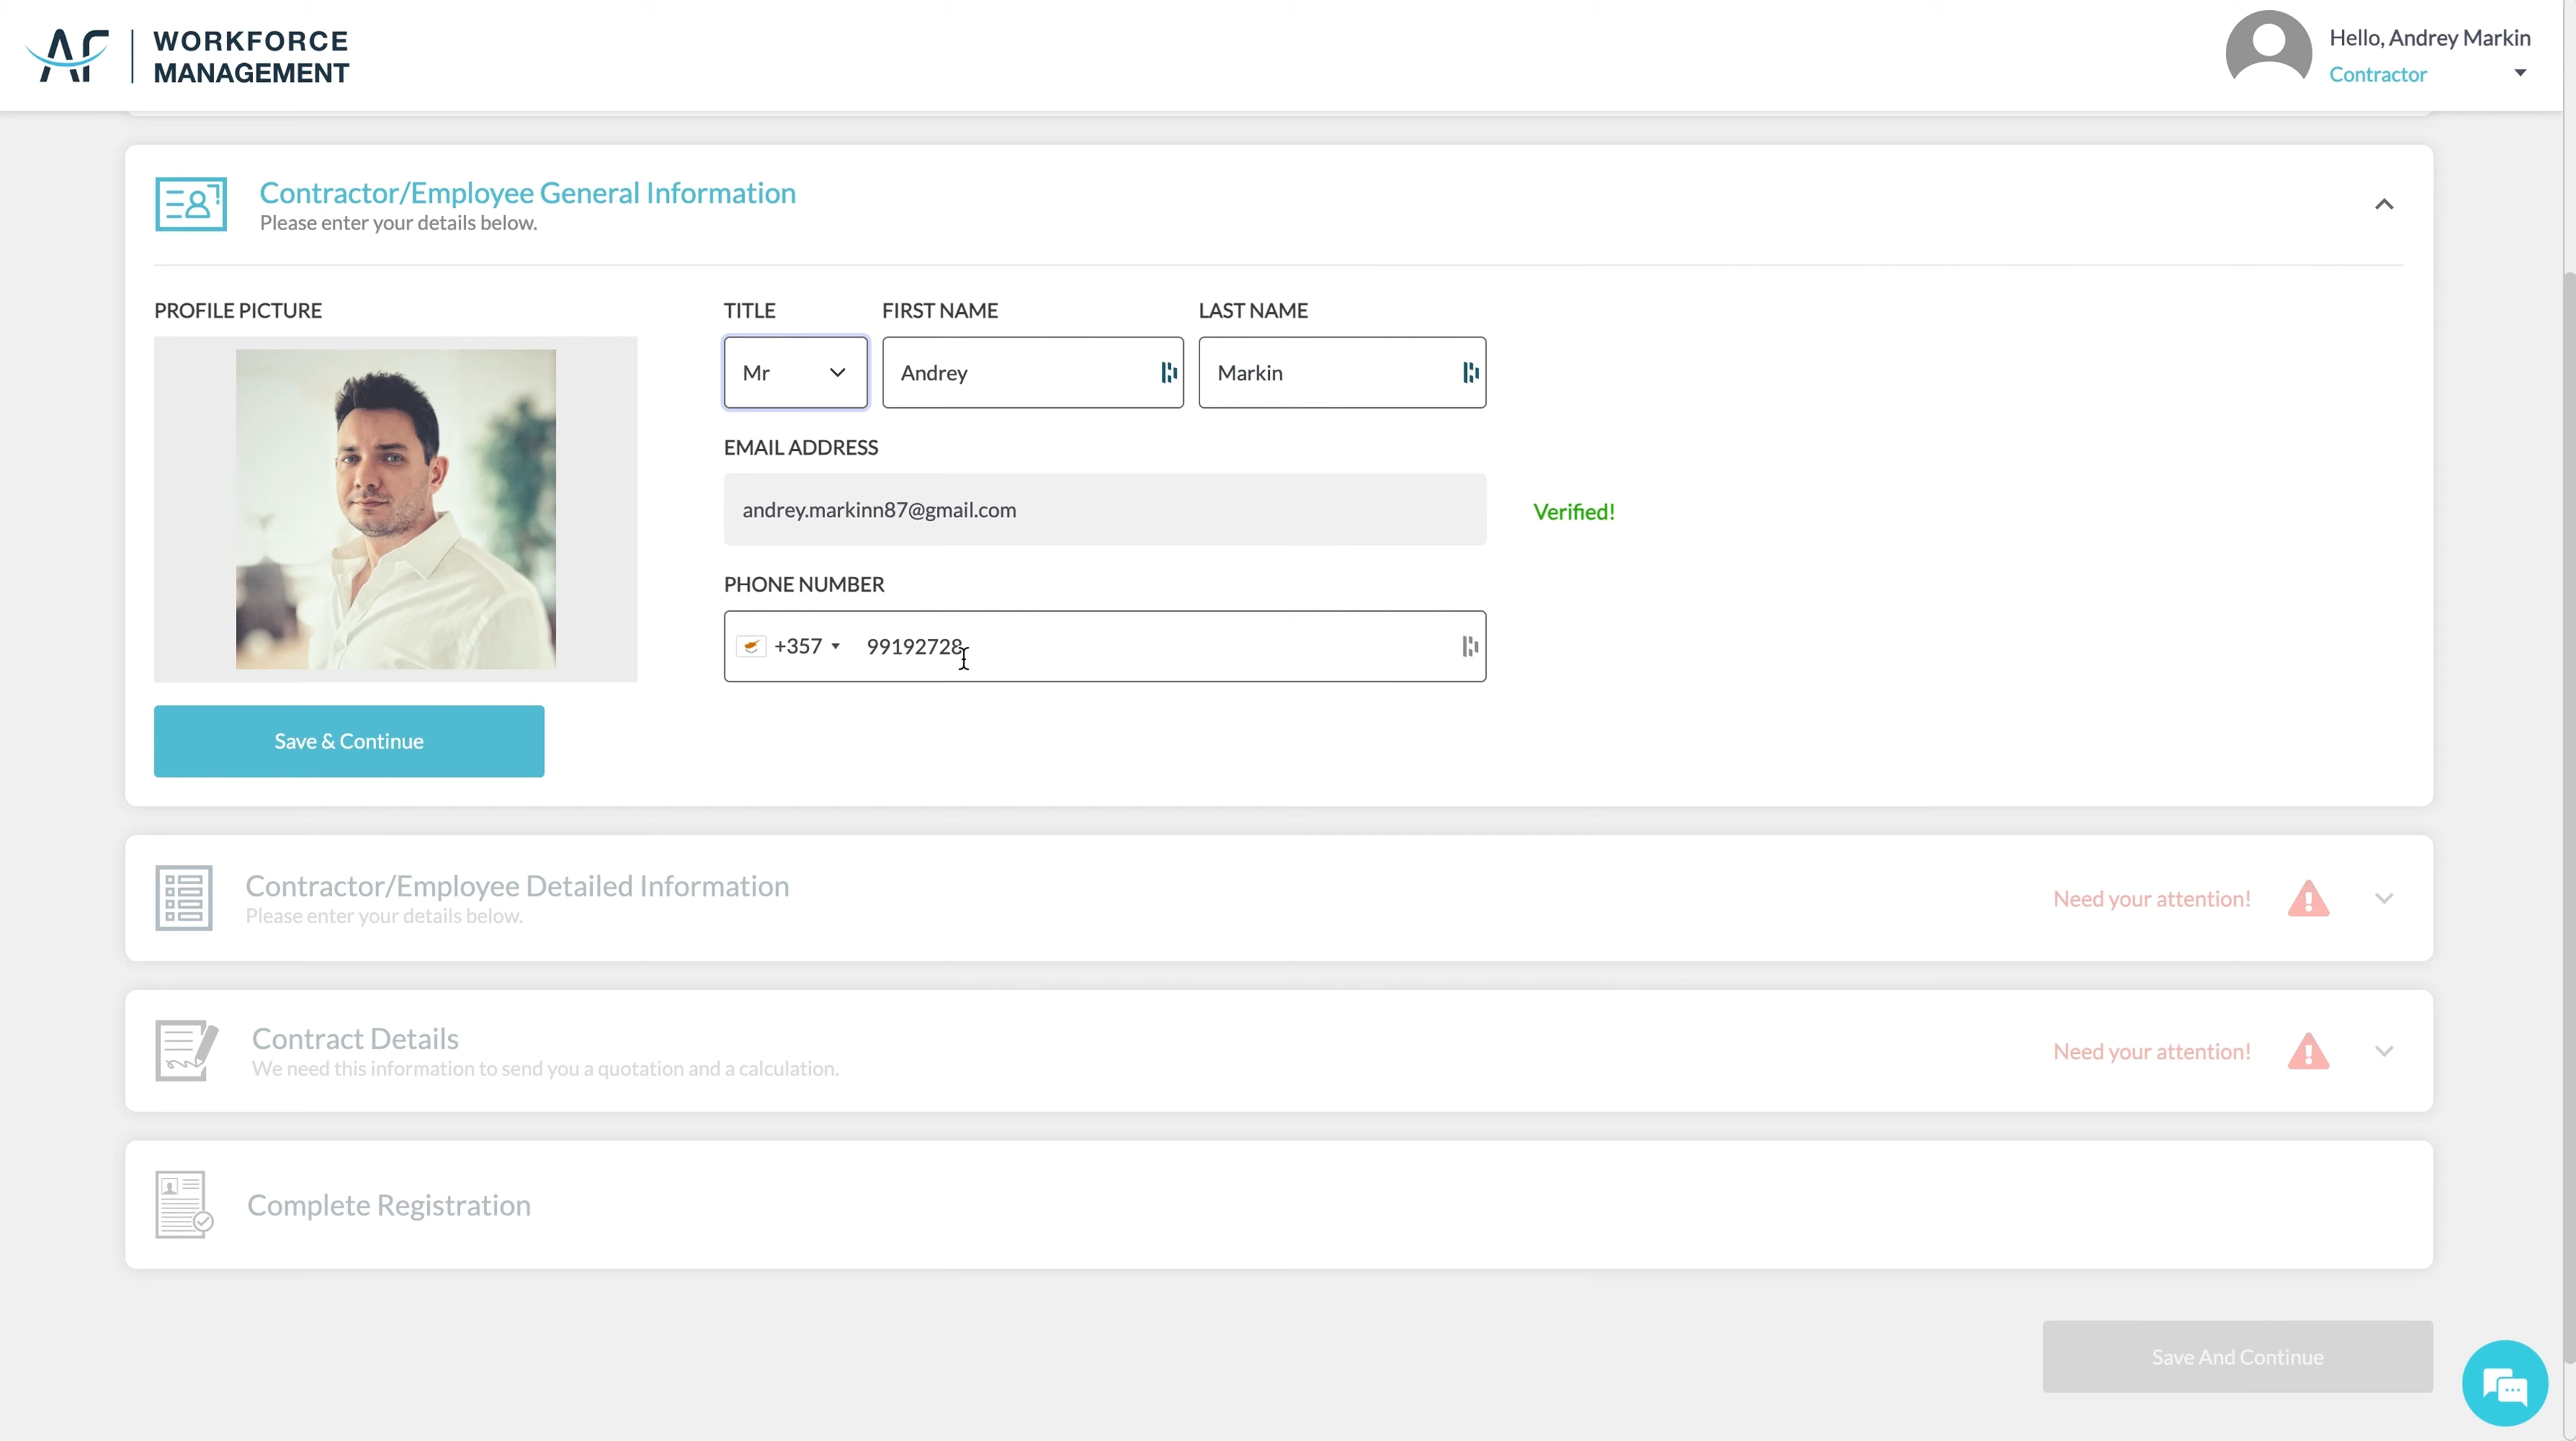 WORKFORCE
MANAGEMENT
Hello, Andrey Markin
Contractor
Contractor/Employee General Information
Please enter your details below.
PROFILE PICTURE
TITLE FIRST NAME LAST NAME
Mr Andrey Markin
EMAIL ADDRESS
andrey.markinn87@gmail.com Verified!
PHONE NUMBER
+357 99192728
Save & Continue
Contractor/Employee Detailed Information
Please enter your details below.
Need your attention!
Contract Details
We need this information to send you a quotation and a calculation.
Need your attention!
Complete Registration
Save And Continue